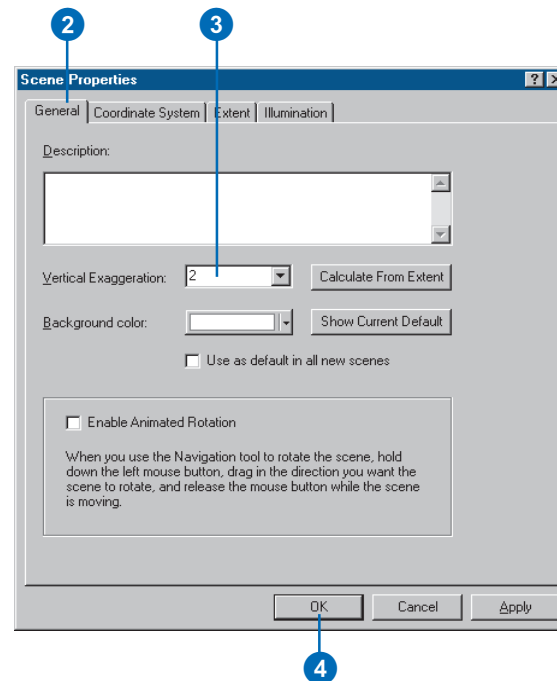 2 3
Scene Properties
General Coordinate System Extent Illumination
Description:
Vertical Exaggeration: 2 Calculate From Extent
Background color: Show Current Default
Use as default in all new scenes
Enable Animated Rotation
When you use the Navigation tool to rotate the scene, hold
down the left mouse button, drag in the direction you want the
scene to rotate, and release the mouse button while the scene
is moving.
OK Cancel Apply
4